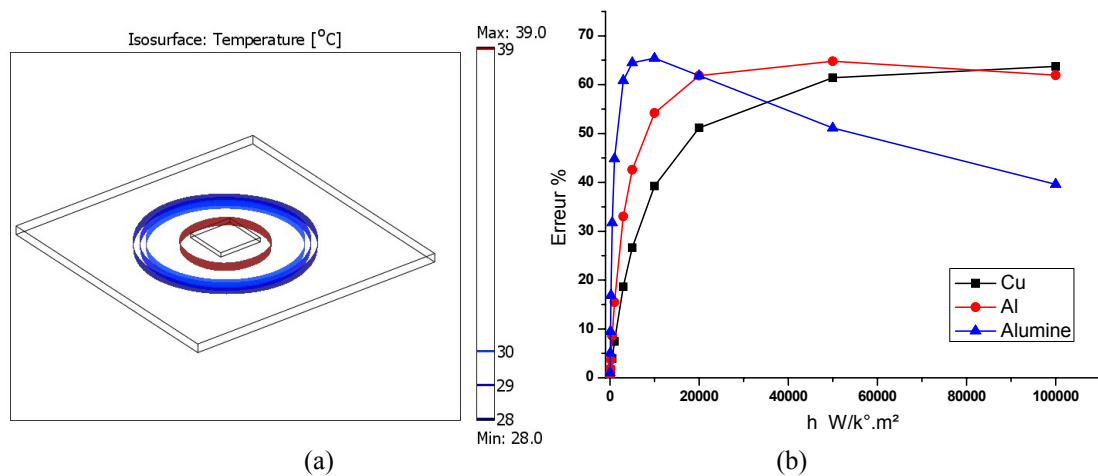 Isosurface: Temperature [°C]
Max: 39.0
39
30
29
28
Min: 28.0
(a)
70
60
50
40
30
20
10
0
Erreur %
Cu
Al
Alumine
0 20000 40000 60000 80000 100000
h W/k°.m²
(b)